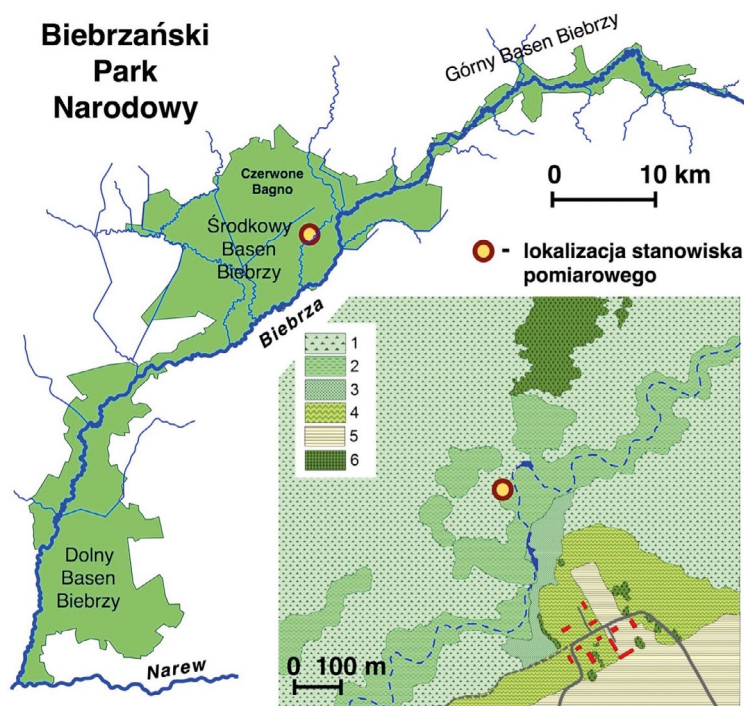 Biebrzański
Park
Narodowy
Górny Basen Biebrzy
0 10 km
Czerwone
Bagno
Środkowy
Basen
Biebrzy
- lokalizacja stanowiska
pomiarowego
Biebrza
1
2
3
4
5
6
Dolny
Basen
Biebrzy
Narew
0 100 m